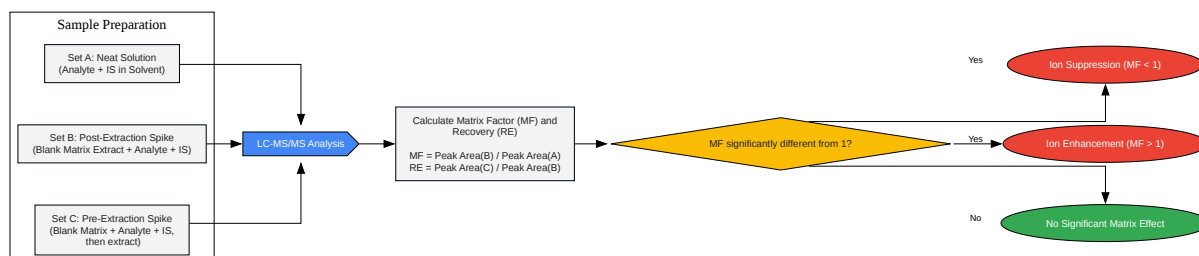 Sample Preparation
Set A: Neat Solution
(Analyte + IS in Solvent)
Set B: Post-Extraction Spike
(Blank Matrix Extract + Analyte + IS)
Set C: Pre-Extraction Spike
(Blank Matrix + Analyte + IS,
then extract)
LC-MS/MS Analysis
Calculate Matrix Factor (MF) and
Recovery (RE)
MF = Peak Area(B) / Peak Area(A)
RE = Peak Area(C) / Peak Area(B)
MF significantly different from 1?
Yes
Ion Suppression (MF < 1)
Yes
Ion Enhancement (MF > 1)
No
No Significant Matrix Effect